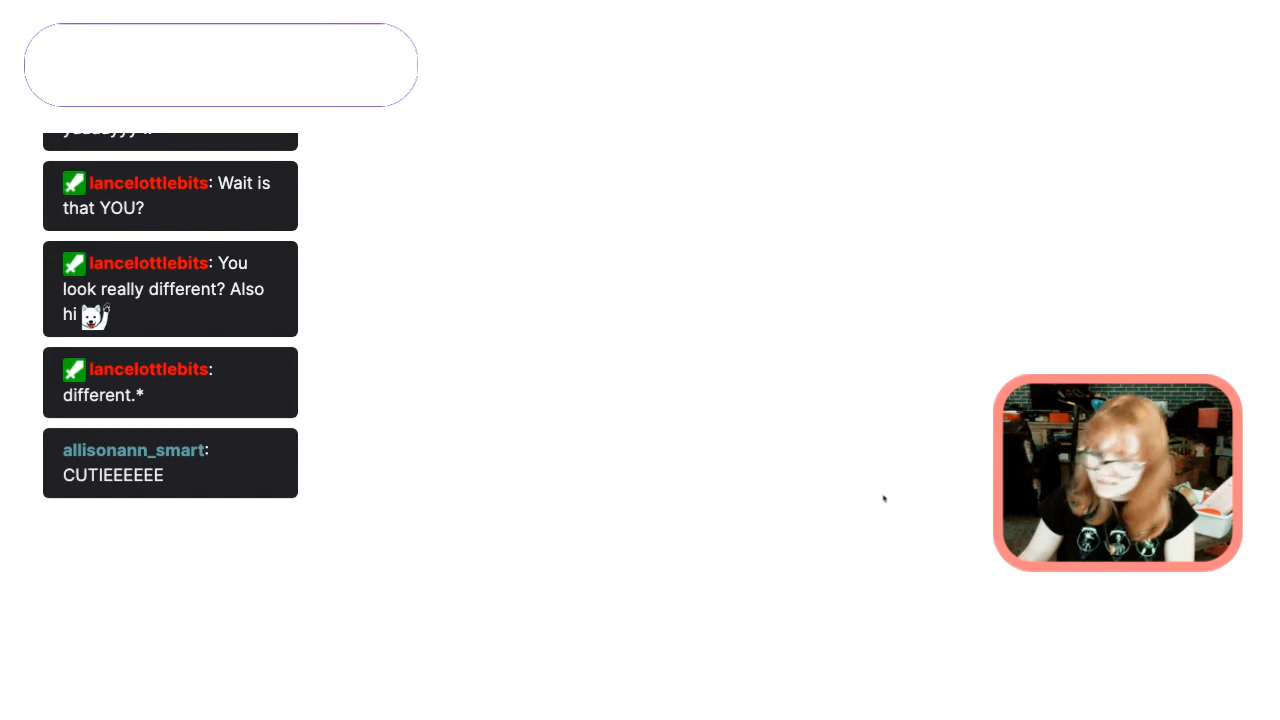 lancelottlebits: Wait is
that YOU?
lancelottlebits: You
look really different? Also
hi
lancelottlebits:
different.*
allisonann_smart:
CUTIEEEEEE